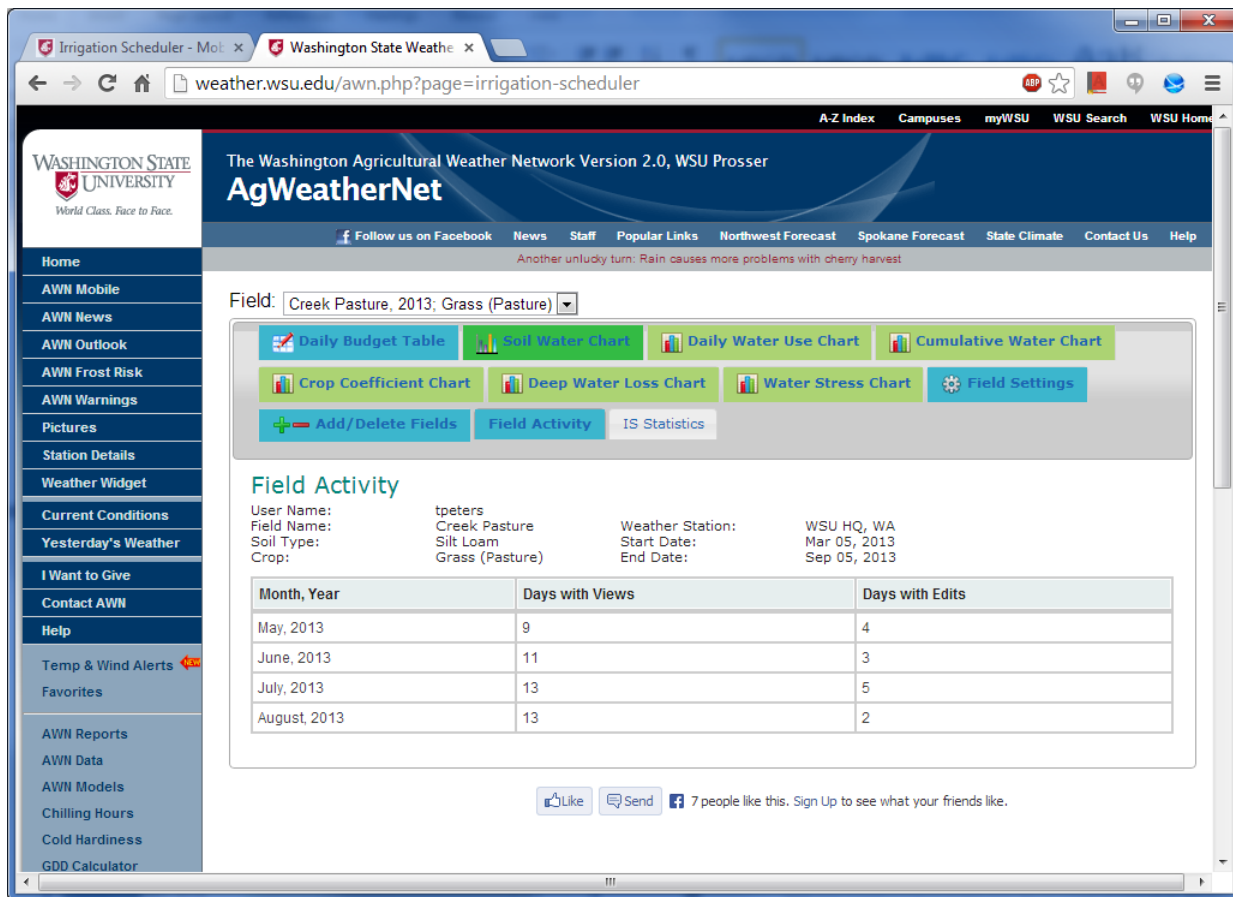 Irrigation Scheduler - Mob
Washington State Weathe
weather.wsu.edu/awn.php?page=irrigation-scheduler
ABP
A-Z Index Campuses myWSU WSU Search WSU Home
WASHINGTON STATE
UNIVERSITY
World Class. Face to Face.
The Washington Agricultural Weather Network Version 2.0, WSU Prosser
AgWeatherNet
Follow us on Facebook News Staff Popular Links Northwest Forecast Spokane Forecast State Climate Contact Us Help
Another unlucky turn: Rain causes more problems with cherry harvest
Home
AWN Mobile
AWN News
AWN Outlook
AWN Frost Risk
AWN Warnings
Pictures
Station Details
Weather Widget
Current Conditions
Yesterday's Weather
I Want to Give
Contact AWN
Help
Temp & Wind Alerts NEW
Favorites
AWN Reports
AWN Data
AWN Models
Chilling Hours
Cold Hardiness
GDD Calculator
Field: Creek Pasture, 2013; Grass (Pasture)
Daily Budget Table Soil Water Chart Daily Water Use Chart Cumulative Water Chart
Crop Coefficient Chart Deep Water Loss Chart Water Stress Chart Field Settings
Add/Delete Fields Field Activity IS Statistics
Field Activity
User Name: tpeters
Field Name: Creek Pasture Weather Station: WSU HQ, WA
Soil Type: Silt Loam Start Date: Mar 05, 2013
Crop: Grass (Pasture) End Date: Sep 05, 2013
Month, Year Days with Views Days with Edits
May, 2013 9 4
June, 2013 11 3
July, 2013 13 5
August, 2013 13 2
Like Send 7 people like this. Sign Up to see what your friends like.